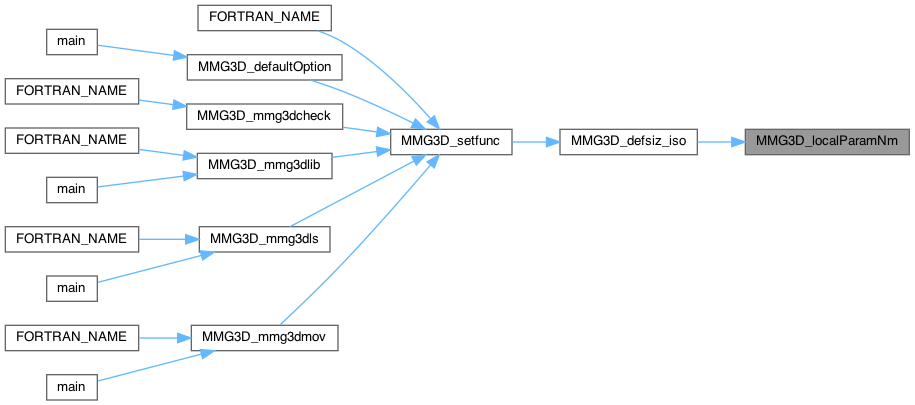 FORTRAN_NAME
main
MMG3D_defaultOption
FORTRAN_NAME
MMG3D_mmg3dcheck
FORTRAN_NAME
MMG3D_setfunc
MMG3D_defsiz_iso
MMG3D_localParamNm
MMG3D_mmg3dlib
main
FORTRAN_NAME
MMG3D_mmg3dls
main
FORTRAN_NAME
MMG3D_mmg3dmov
main